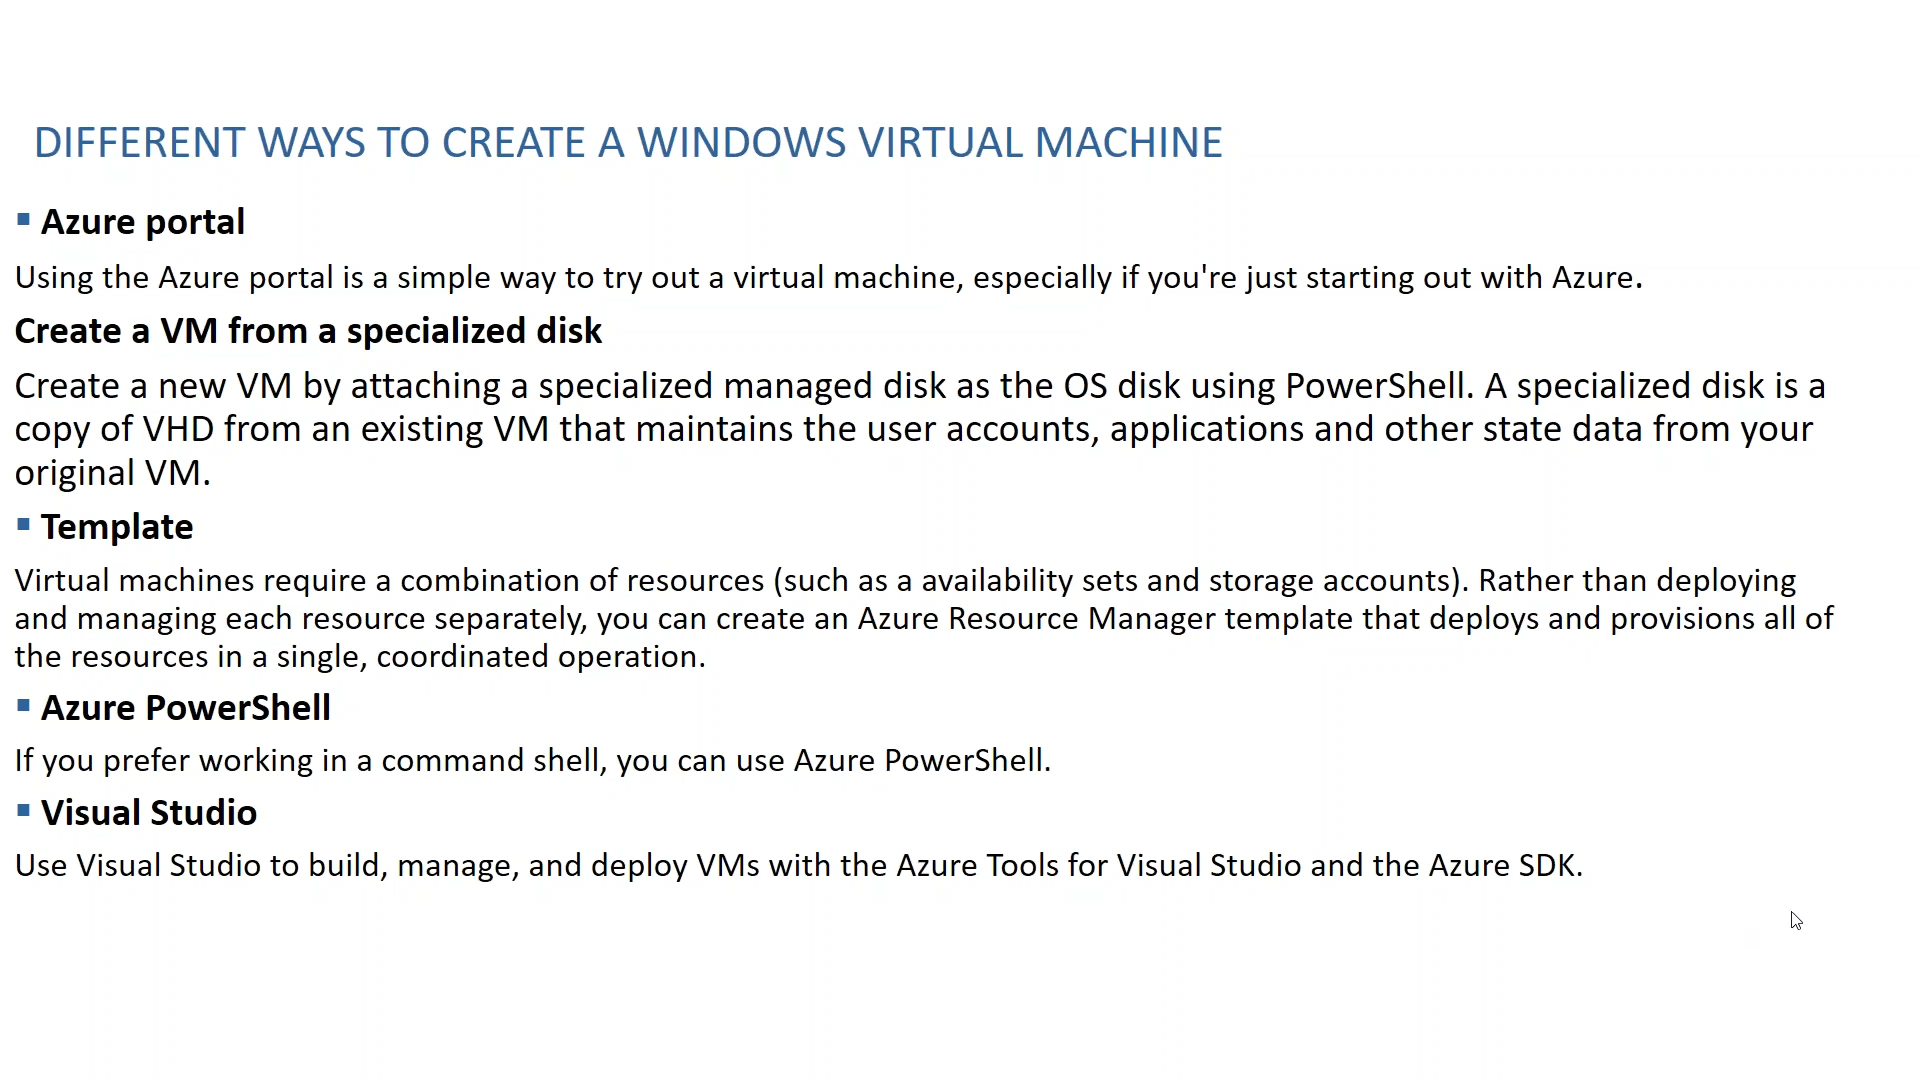 DIFFERENT WAYS TO CREATE A WINDOWS VIRTUAL MACHINE
▪ Azure portal
Using the Azure portal is a simple way to try out a virtual machine, especially if you're just starting out with Azure.
Create a VM from a specialized disk
Create a new VM by attaching a specialized managed disk as the OS disk using PowerShell. A specialized disk is a
copy of VHD from an existing VM that maintains the user accounts, applications and other state data from your
original VM.
▪ Template
Virtual machines require a combination of resources (such as a availability sets and storage accounts). Rather than deploying
and managing each resource separately, you can create an Azure Resource Manager template that deploys and provisions all of
the resources in a single, coordinated operation.
▪ Azure PowerShell
If you prefer working in a command shell, you can use Azure PowerShell.
▪ Visual Studio
Use Visual Studio to build, manage, and deploy VMs with the Azure Tools for Visual Studio and the Azure SDK.